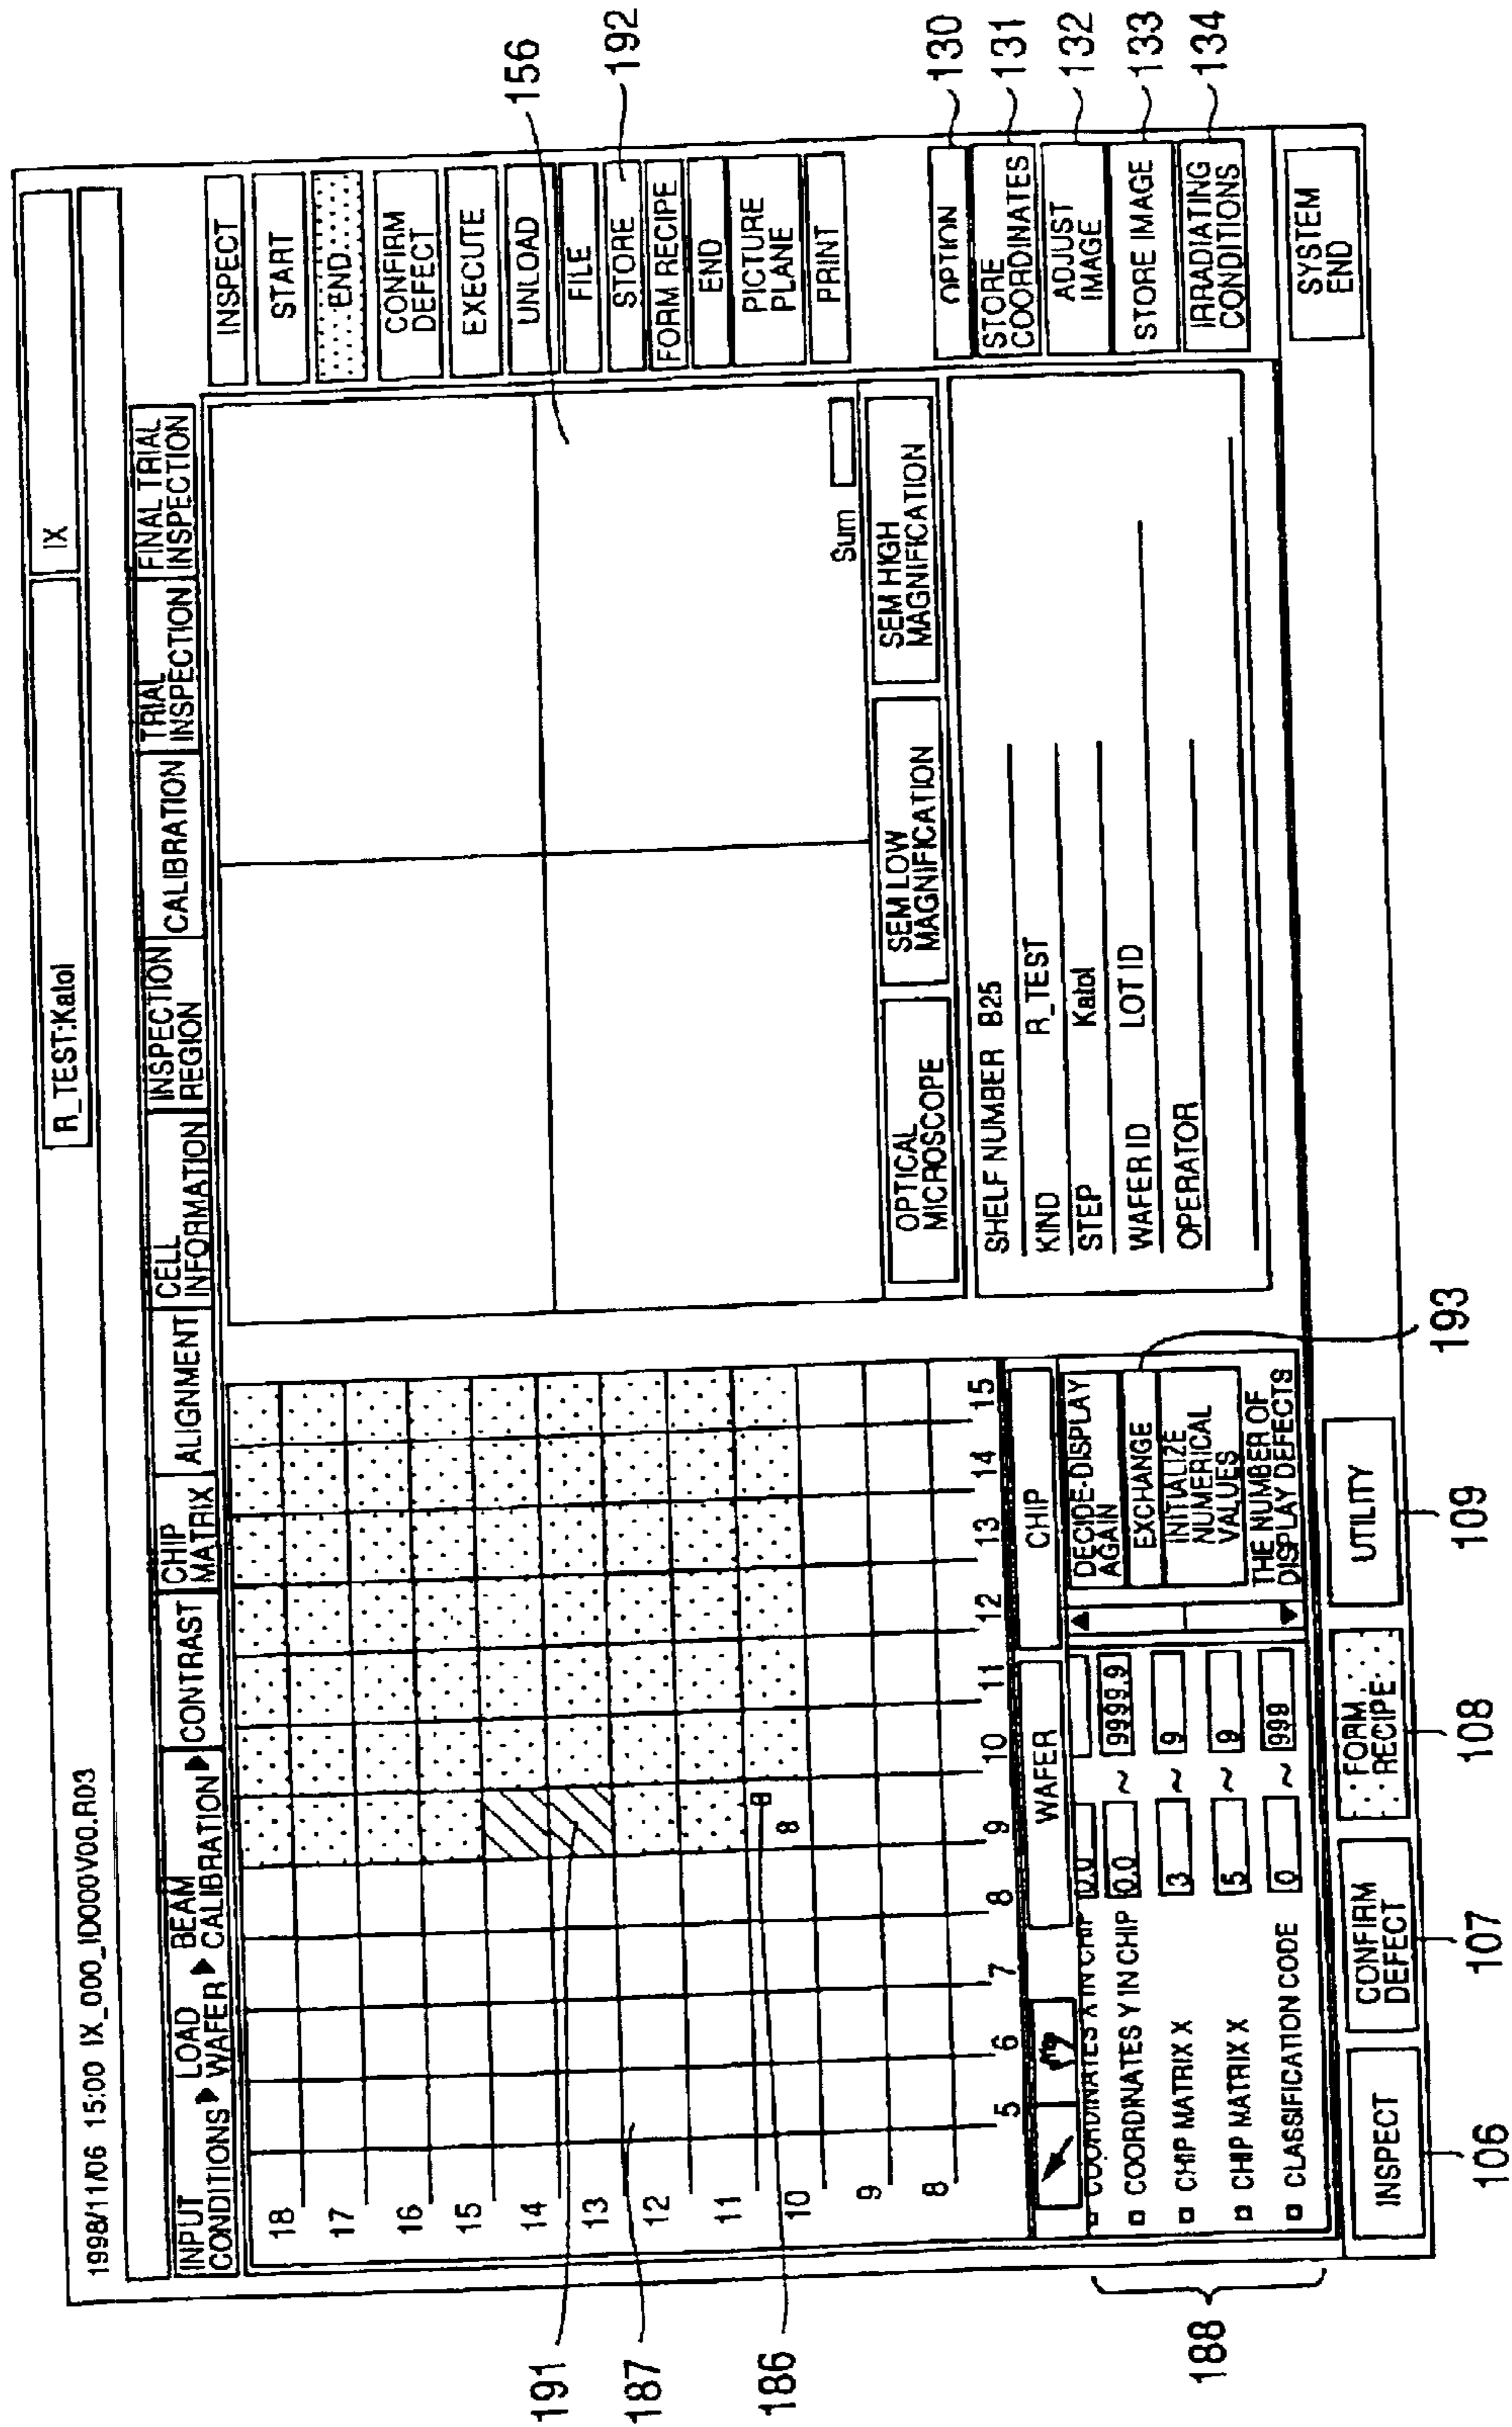 R_TEST:Katol
IX
1998/11/06 15:00 IX_000_ID000V00.R03
INPUT
CONDITIONS
LOAD
WAFER
BEAM
CALIBRATION
CONTRAST
CHIP
MATRIX
ALIGNMENT
CELL
INFORMATION
INSPECTION
REGION
CALIBRATION
TRIAL
INSPECTION
FINAL TRIAL
INSPECTION
18
17
16
15
14
13
12
11
10
9
8
8
5
6
7
8
9
10
11
12
13
14
15
WAFER
CHIP
COORDINATES X IN CHIP 0.0
COORDINATES Y IN CHIP 0.0 ~ 9999.9
CHIP MATRIX X 3 ~ 9
CHIP MATRIX X 5 ~ 9
CLASSIFICATION CODE 0 ~ 999
DECIDE-DISPLAY
AGAIN
EXCHANGE
INITIALIZE
NUMERICAL
VALUES
THE NUMBER OF
DISPLAY DEFECTS
Sum
OPTICAL
MICROSCOPE
SEM LOW
MAGNIFICATION
SEM HIGH
MAGNIFICATION
SHELF NUMBER B25
KIND R_TEST
STEP Katol
WAFER ID LOT ID
OPERATOR
INSPECT
START
END
CONFIRM
DEFECT
EXECUTE
UNLOAD
FILE
STORE
FORM RECIPE
END
PICTURE
PLANE
PRINT
OPTION
STORE
COORDINATES
ADJUST
IMAGE
STORE IMAGE
IRRADIATING
CONDITIONS
INSPECT
CONFIRM
DEFECT
FORM
RECIPE
UTILITY
SYSTEM
END
156
192
130
131
132
133
134
191
187
186
188
193
106
107
108
109